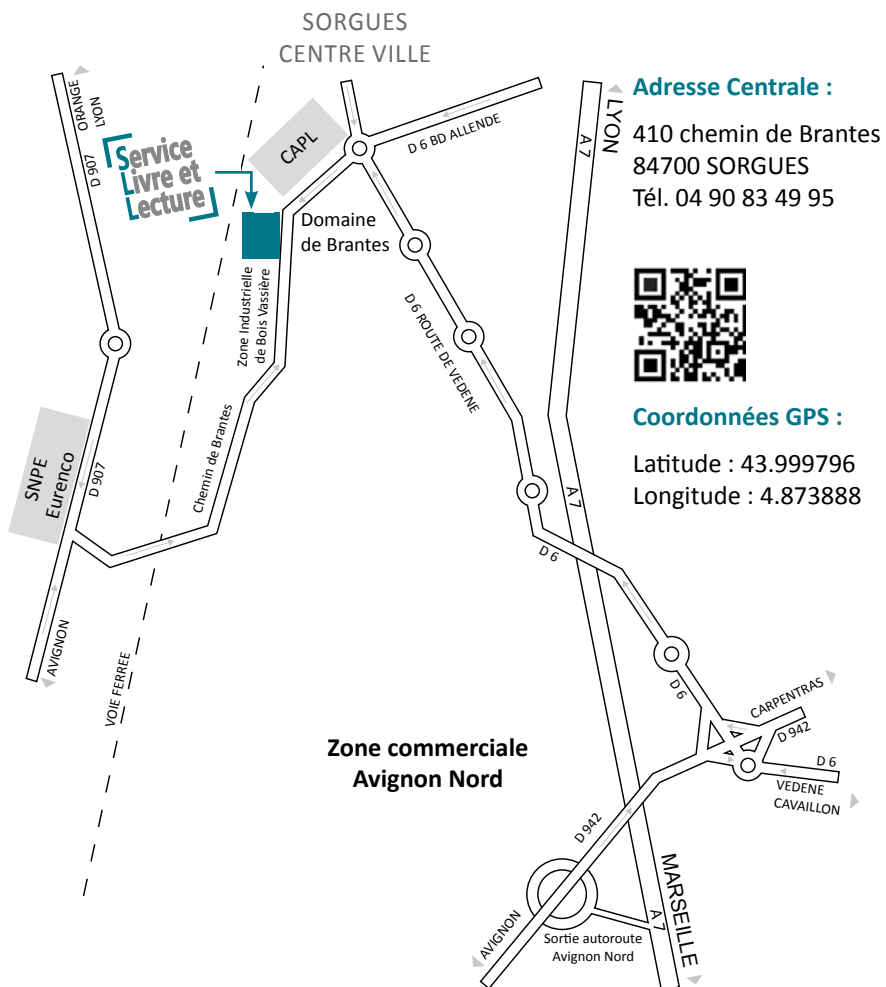 SORGUES
CENTRE VILLE
ORANGE
LYON
D 907
Service
Livre et
Lecture
CAPL
D 6 BD ALLENDE
A 7
LYON
Adresse Centrale :
410 chemin de Brantes
84700 SORGUES
Tél. 04 90 83 49 95
Domaine
de Brantes
Zone Industrielle
de Bois Vassière
D 6 ROUTE DE VEDENE
Coordonnées GPS :
Latitude : 43.999796
Longitude : 4.873888
SNPE
Eurenco
D 907
Chemin de Brantes
A 7
D 6
AVIGNON
VOIE FERREE
D 6
CARPENTRAS
D 942
D 6
VEDENE
CAVAILLON
Zone commerciale
Avignon Nord
D 942
AVIGNON
Sortie autoroute
Avignon Nord
A 7
MARSEILLE